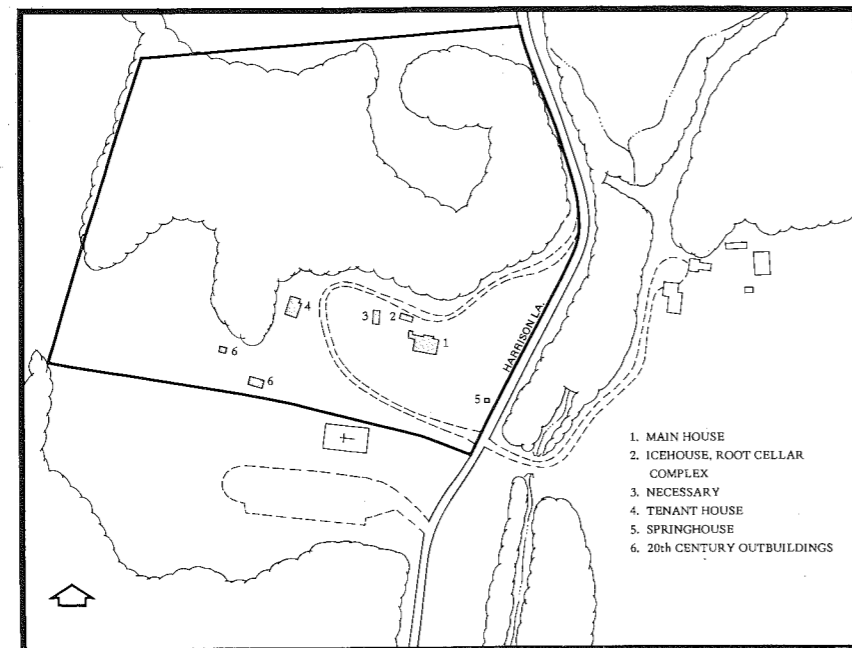 4
3
2
1
6
6
5
HARRISON LA.
1. MAIN HOUSE
2. ICEHOUSE, ROOT CELLAR
COMPLEX
3. NECESSARY
4. TENANT HOUSE
5. SPRINGHOUSE
6. 20th CENTURY OUTBUILDINGS